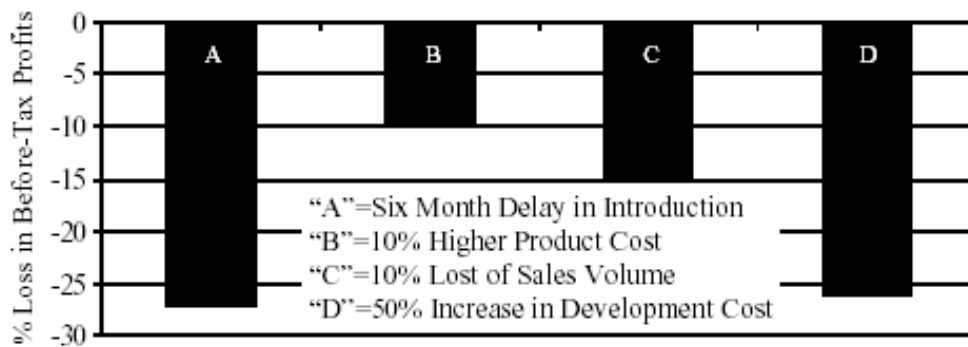 % Loss in Before-Tax Profits
0
-5
-10
-15
-20
-25
-30
A
B
C
D
“A”=Six Month Delay in Introduction
“B”=10% Higher Product Cost
“C”=10% Lost of Sales Volume
“D”=50% Increase in Development Cost